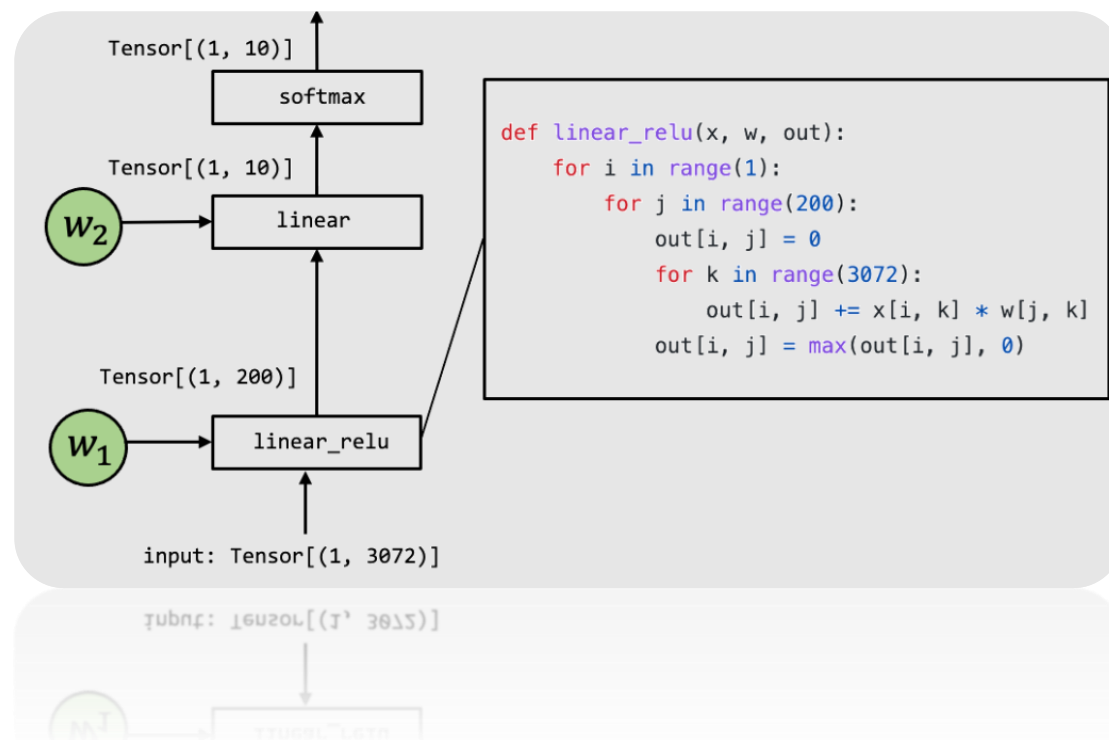 Tensor[(1, 10)]
softmax
Tensor[(1, 10)]
w₂
linear
Tensor[(1, 200)]
w₁
linear_relu
input: Tensor[(1, 3072)]
def linear_relu(x, w, out):
    for i in range(1):
        for j in range(200):
            out[i, j] = 0
            for k in range(3072):
                out[i, j] += x[i, k] * w[j, k]
            out[i, j] = max(out[i, j], 0)
input: Tensor[(1, 3072)]
w₁
linear_relu